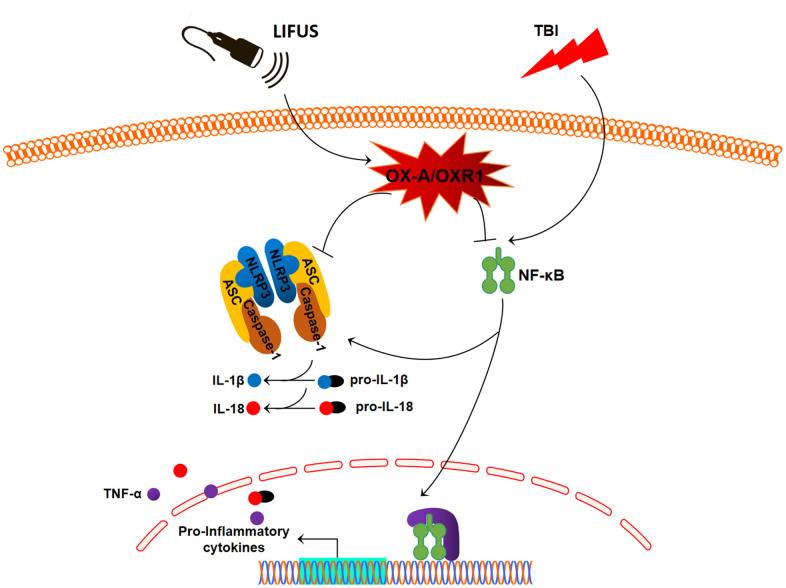 LIFUS
TBI
OX-A/OXR1
NLRP3
NLRP3
ASC
ASC
Caspase-1
Caspase-1
NF-κB
IL-1β
pro-IL-1β
IL-18
pro-IL-18
TNF-α
Pro-Inflammatory
cytokines